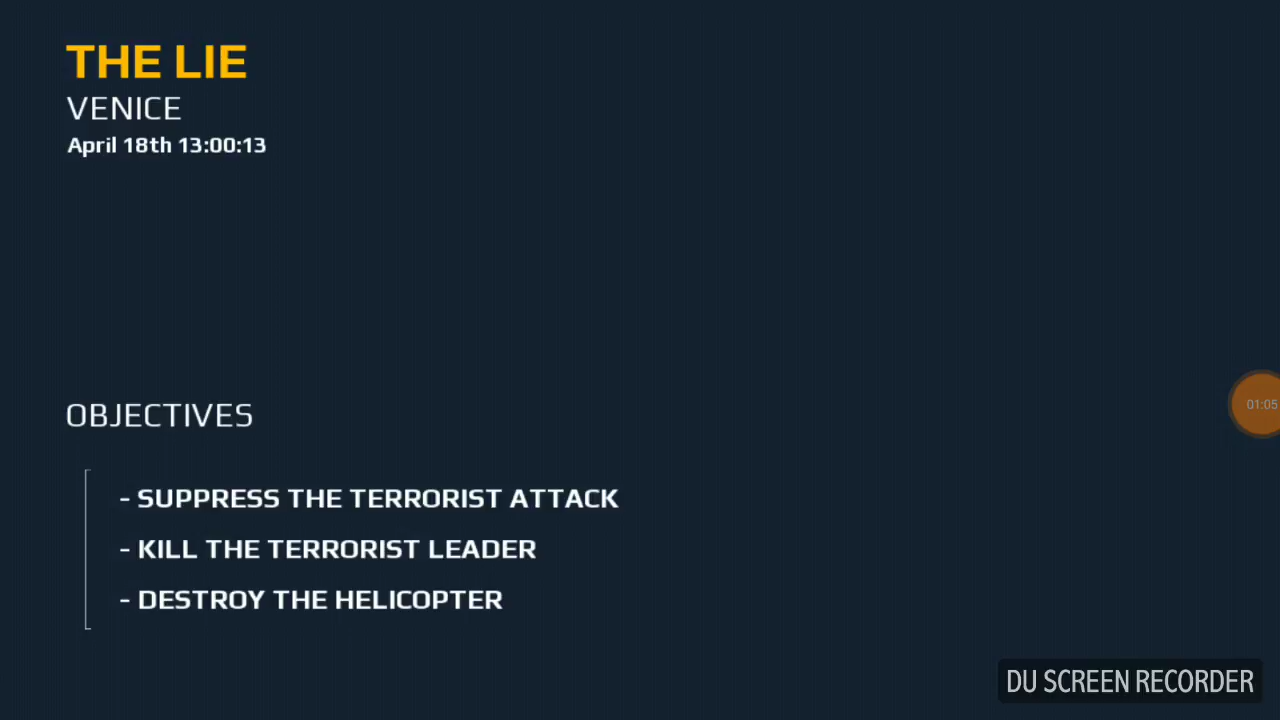 THE LIE
VENICE
April 18th 13:00:13
OBJECTIVES
- SUPPRESS THE TERRORIST ATTACK
- KILL THE TERRORIST LEADER
- DESTROY THE HELICOPTER
01:05
DU SCREEN RECORDER